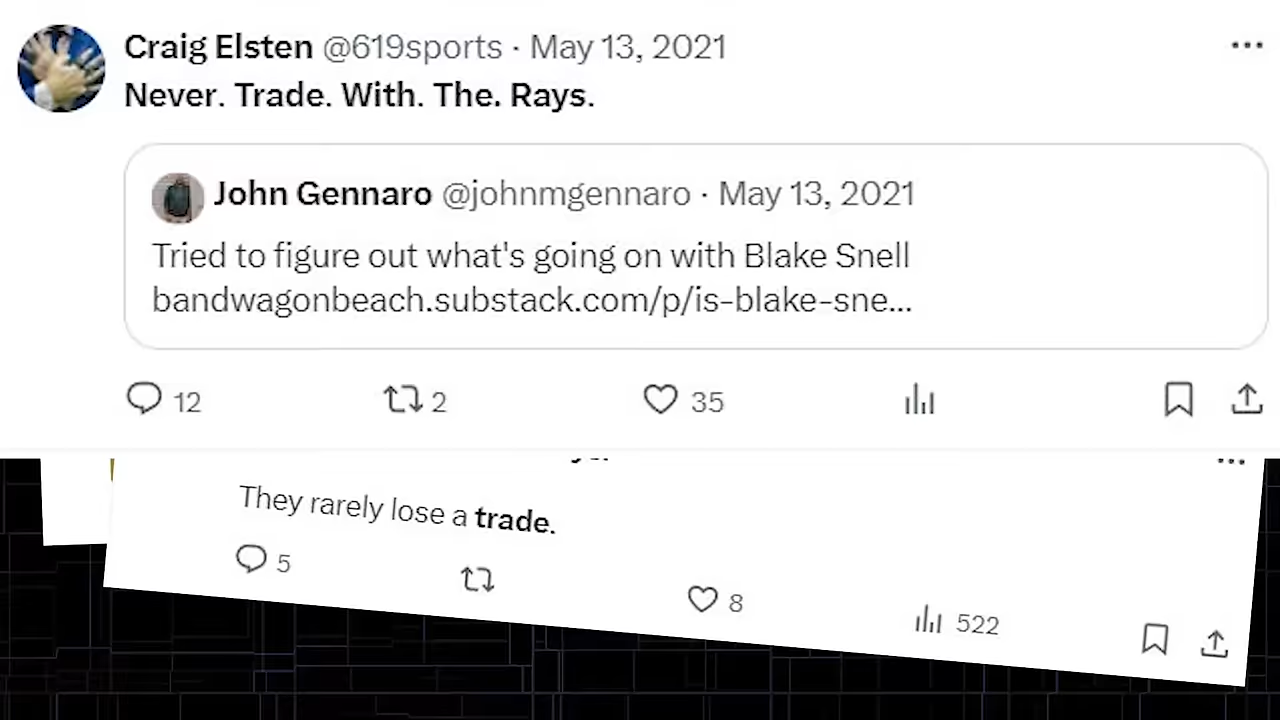 Craig Elsten @619sports · May 13, 2021
Never. Trade. With. The. Rays.
John Gennaro @johnmgennaro · May 13, 2021
Tried to figure out what's going on with Blake Snell
bandwagonbeach.substack.com/p/is-blake-sne...
12 2 35
They rarely lose a trade.
5 8 522